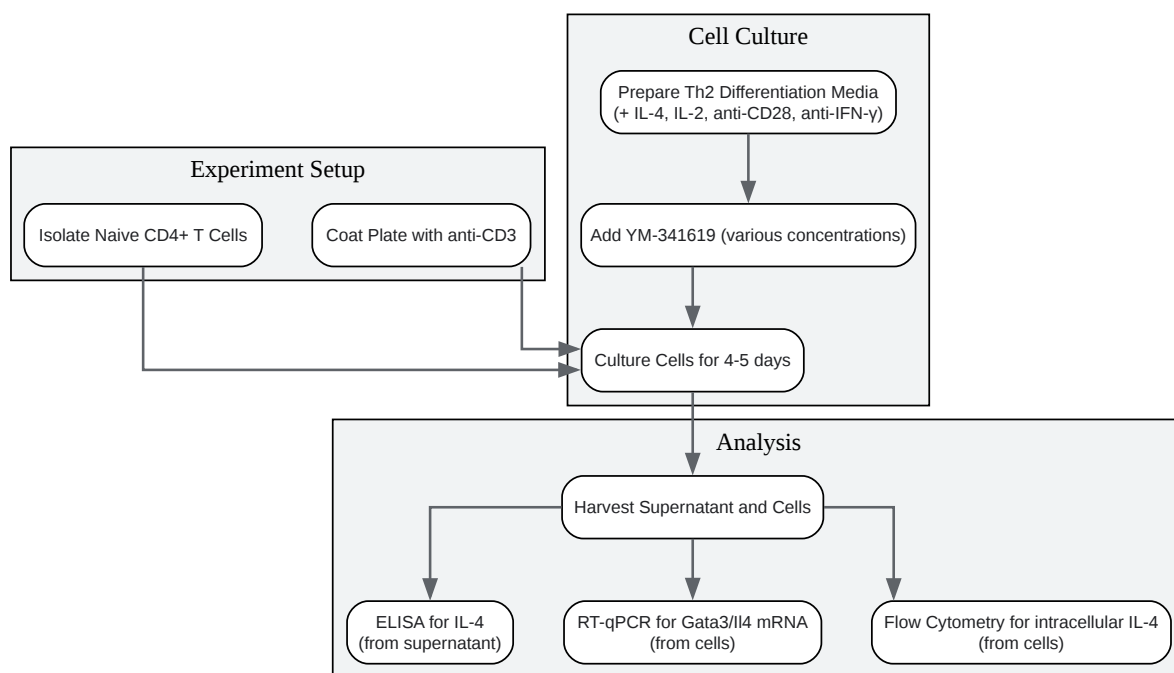 Cell Culture
Prepare Th2 Differentiation Media
(+ IL-4, IL-2, anti-CD28, anti-IFN-γ)
Experiment Setup
Isolate Naive CD4+ T Cells
Coat Plate with anti-CD3
Add YM-341619 (various concentrations)
Culture Cells for 4-5 days
Analysis
Harvest Supernatant and Cells
ELISA for IL-4
(from supernatant)
RT-qPCR for Gata3/Il4 mRNA
(from cells)
Flow Cytometry for intracellular IL-4
(from cells)